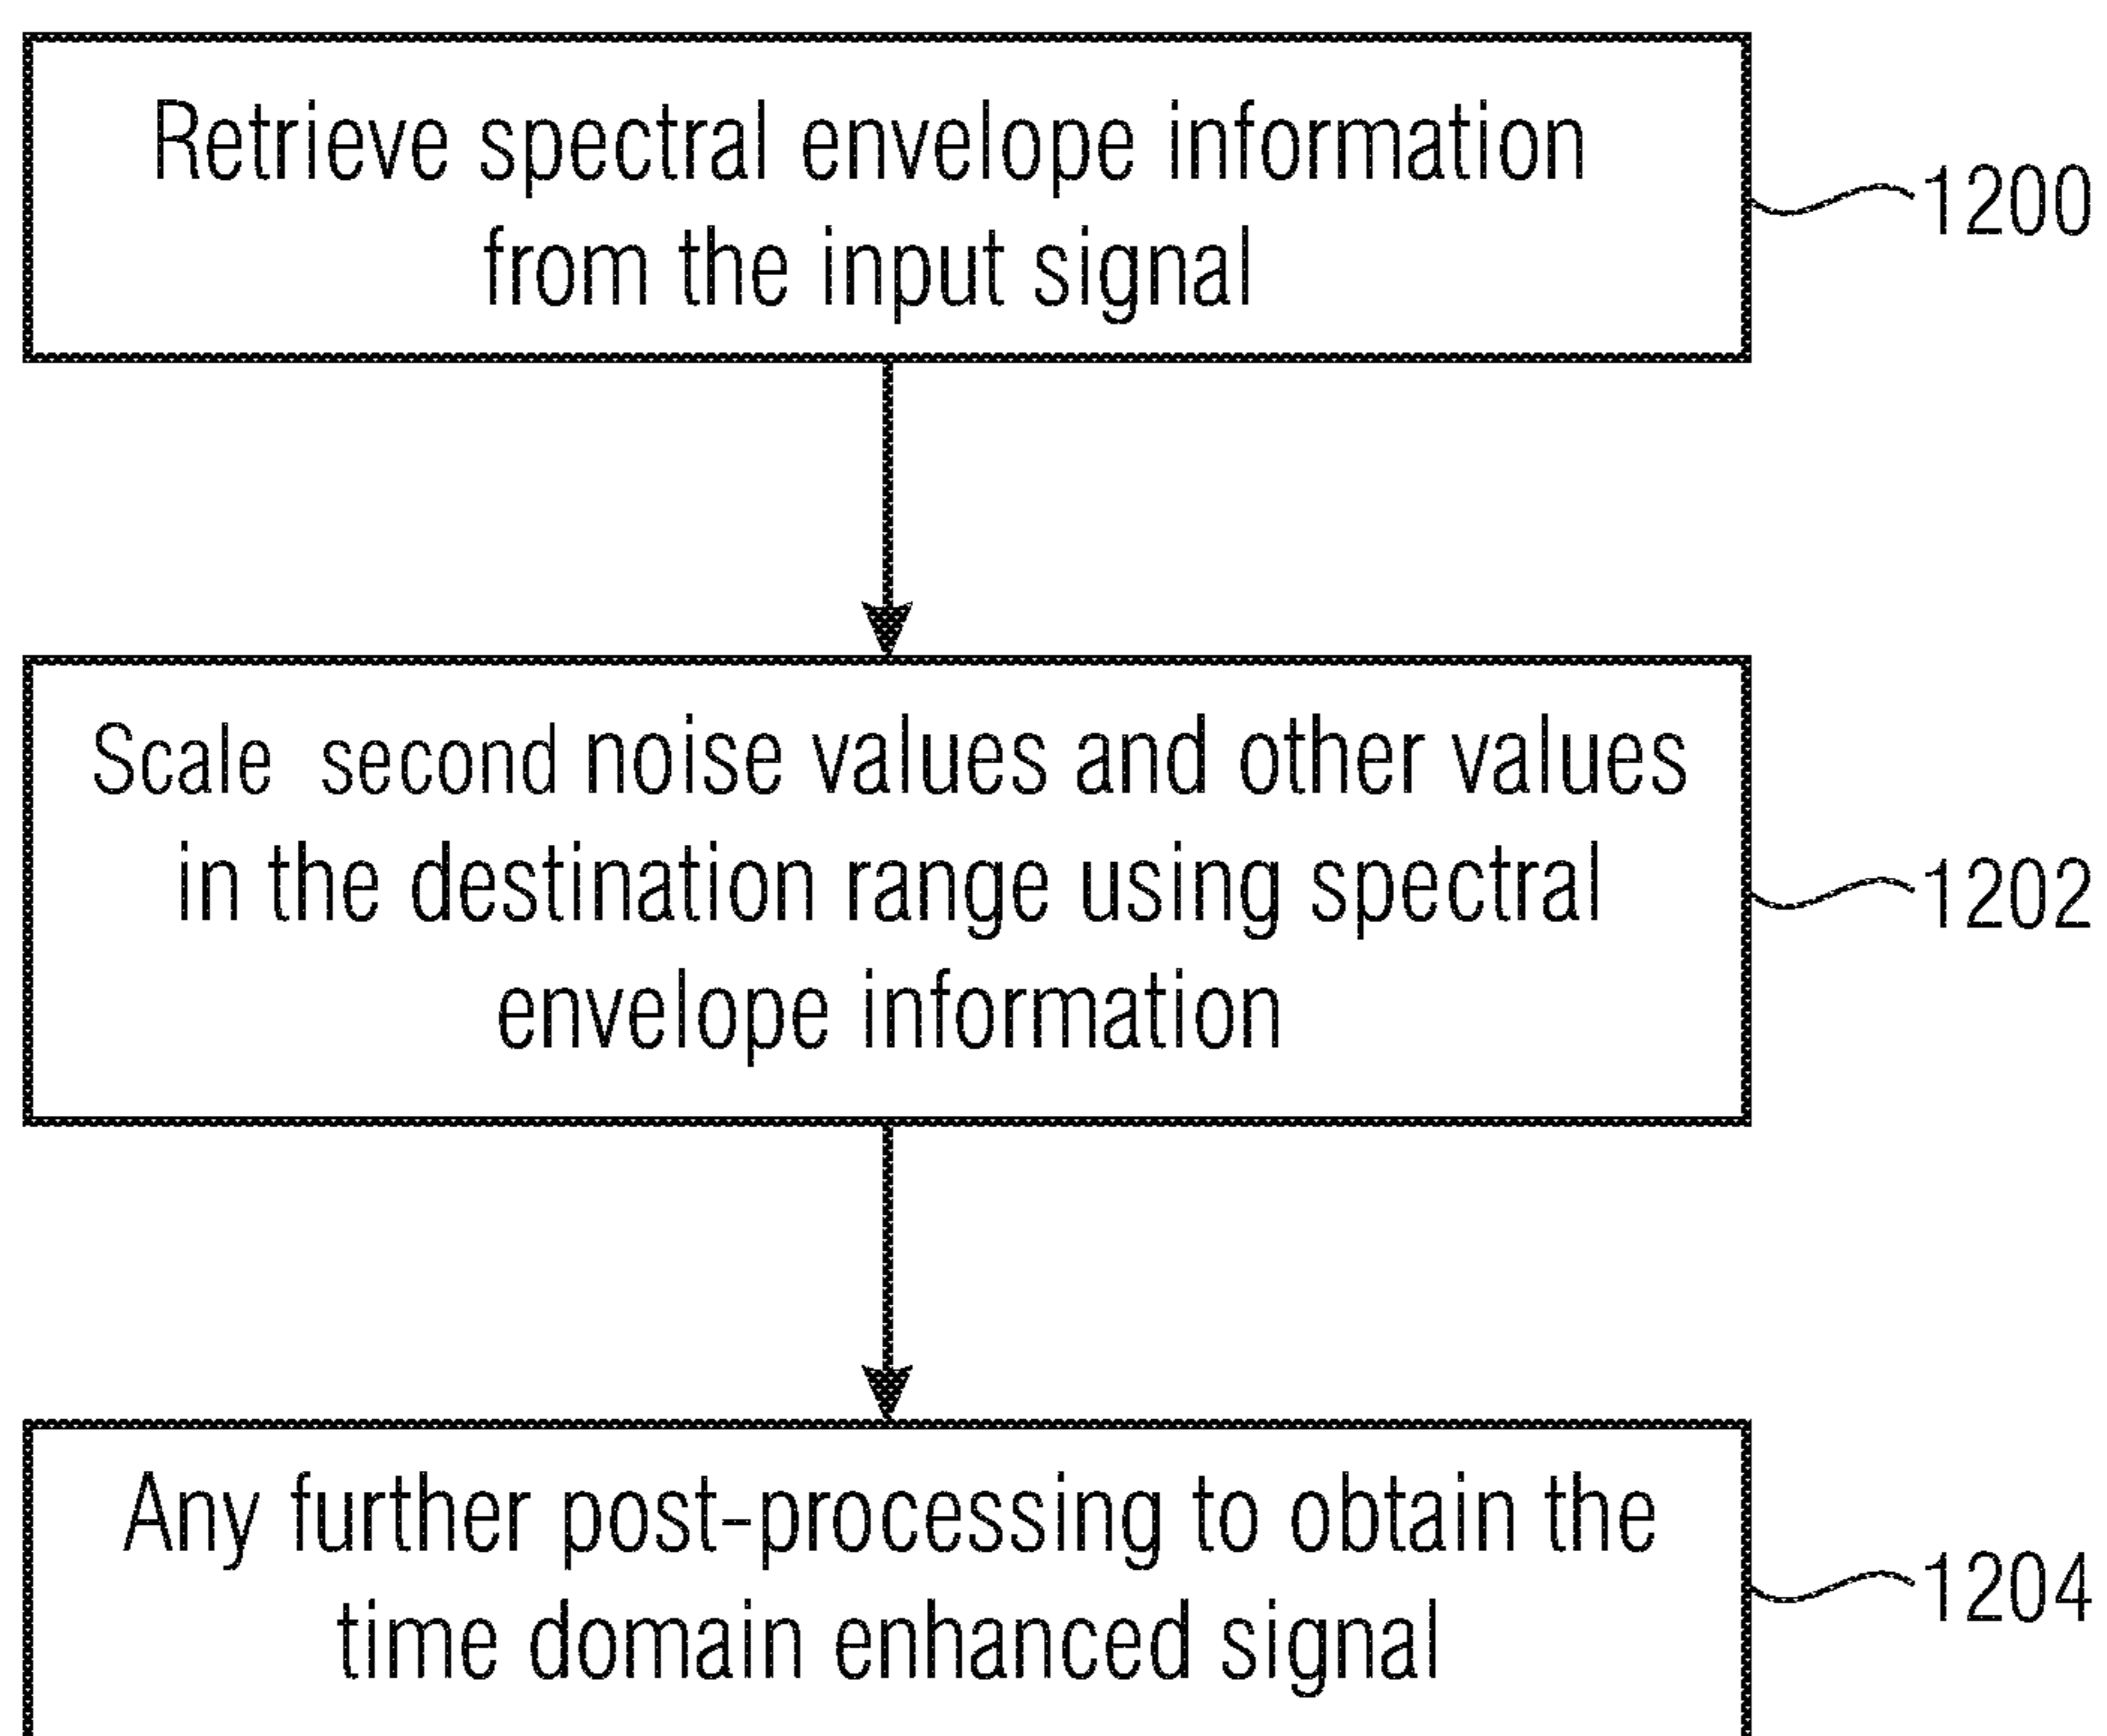 Retrieve spectral envelope information
from the input signal
1200
Scale second noise values and other values
in the destination range using spectral
envelope information
1202
Any further post-processing to obtain the
time domain enhanced signal
1204